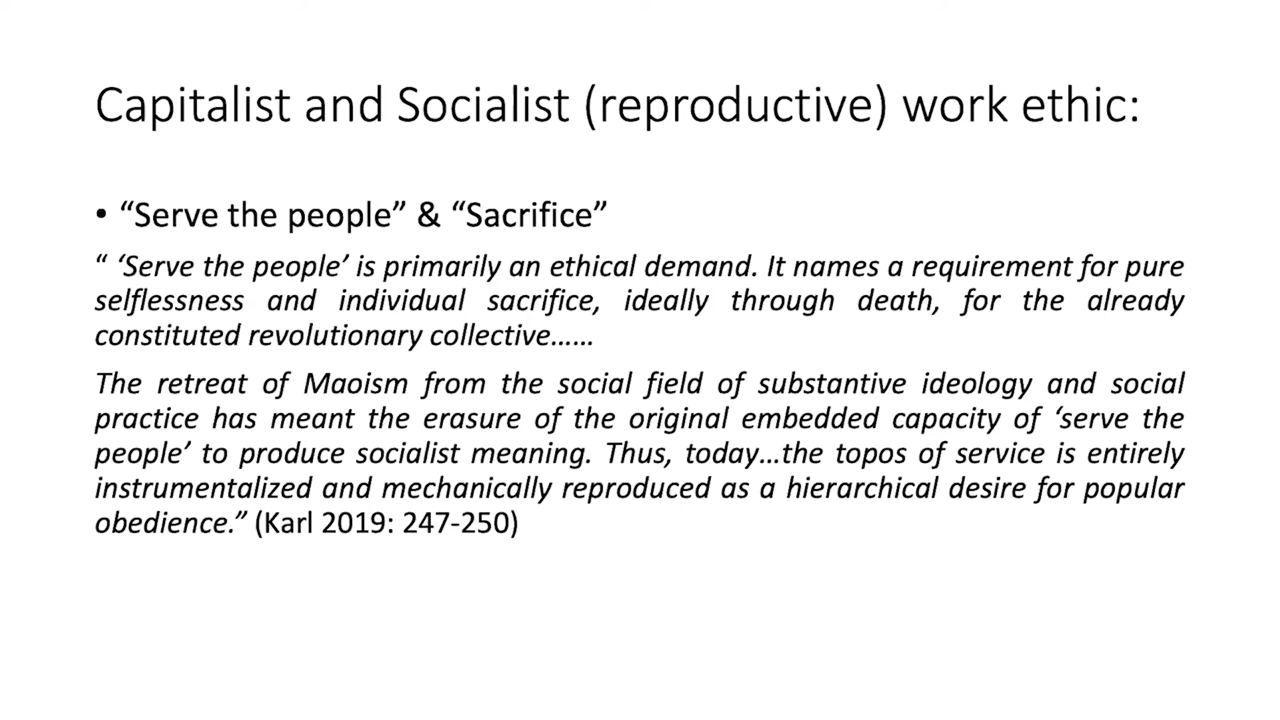 Capitalist and Socialist (reproductive) work ethic:
• “Serve the people” & “Sacrifice”
“ ‘Serve the people’ is primarily an ethical demand. It names a requirement for pure
selflessness and individual sacrifice, ideally through death, for the already
constituted revolutionary collective……
The retreat of Maoism from the social field of substantive ideology and social
practice has meant the erasure of the original embedded capacity of ‘serve the
people’ to produce socialist meaning. Thus, today…the topos of service is entirely
instrumentalized and mechanically reproduced as a hierarchical desire for popular
obedience.” (Karl 2019: 247-250)